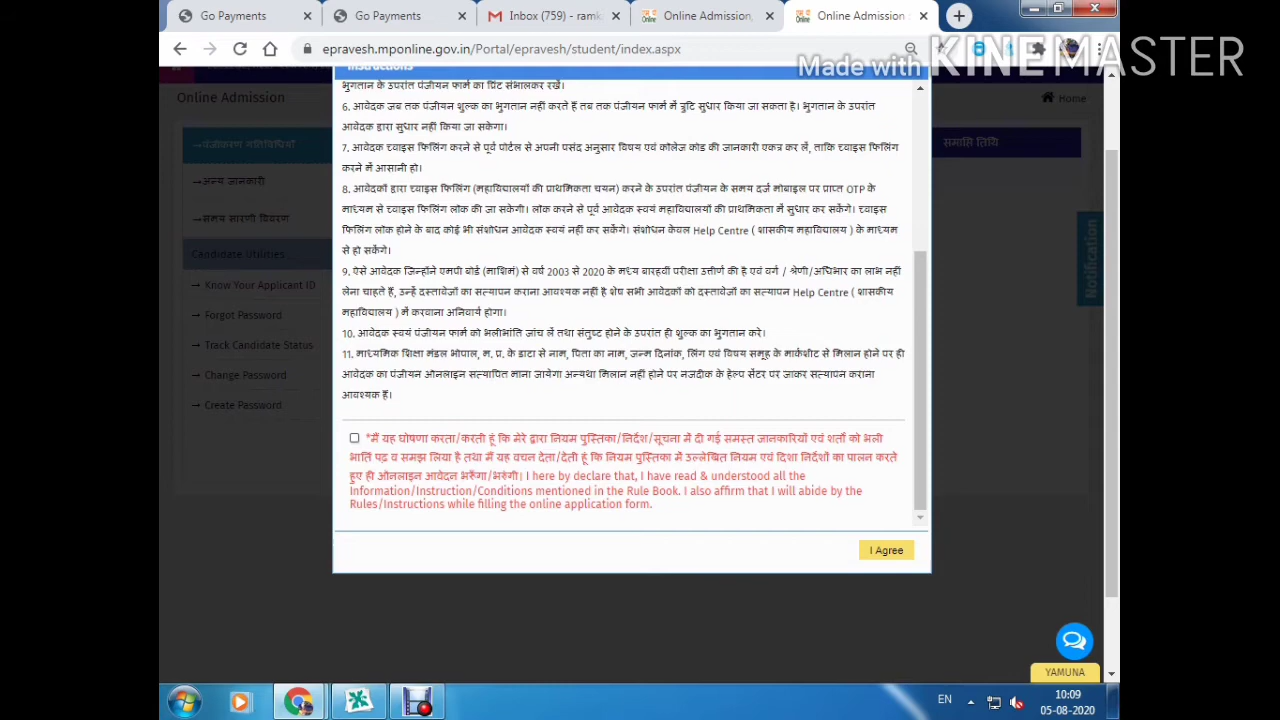 Go Payments
Go Payments
Inbox (759) - ramk
Online Admission,
Online Admission
epravesh.mponline.gov.in/Portal/epravesh/student/index.aspx
Made with KINEMASTER
Instructions
Online Admission
Home
पंजीकरण गतिविधियाँ
समाप्ति तिथि
अन्य जानकारी
समय सारणी विवरण
Candidate Utilities
Know Your Applicant ID
Forgot Password
Track Candidate Status
Change Password
Create Password
Notification
भुगतान के उपरांत पंजीयन फार्म का प्रिंट संभालकर रखें।
6. आवेदक जब तक पंजीयन शुल्क का भुगतान नहीं करते हैं तब तक पंजीयन फार्म में त्रुटि सुधार किया जा सकता है। भुगतान के उपरांत
आवेदक द्वारा सुधार नहीं किया जा सकेगा।
7. आवेदक च्वाइस फिलिंग करने से पूर्व पोर्टल से अपनी पसंद अनुसार विषय एवं कॉलेज कोड की जानकारी एकत्र कर लें, ताकि च्वाइस फिलिंग
करने में आसानी हो।
8. आवेदकों द्वारा च्वाइस फिलिंग (महाविद्यालयों की प्राथमिकता चयन) करने के उपरांत पंजीयन के समय दर्ज मोबाइल पर प्राप्त OTP के
माध्यम से च्वाइस फिलिंग लोक की जा सकेगी। लोक करने से पूर्व आवेदक स्वयं महाविद्यालयों की प्राथमिकता में सुधार कर सकेंगे। च्वाइस
फिलिंग लोक होने के बाद कोई भी संशोधन आवेदक स्वयं नहीं कर सकेंगे। संशोधन केवल Help Centre ( शासकीय महाविद्यालय ) के माध्यम
से हो सकेंगे।
9. ऐसे आवेदक जिन्होंने एमपी बोर्ड (माशिमं) से वर्ष 2003 से 2020 के मध्य बारहवी परीक्षा उत्तीर्ण की है एवं वर्ग / श्रेणी/अधिभार का लाभ नहीं
लेना चाहते हैं, उन्हें दस्तावेज़ों का सत्यापन कराना आवश्यक नहीं है शेष सभी आवेदकों को दस्तावेज़ों का सत्यापन Help Centre ( शासकीय
महाविद्यालय ) में करवाना अनिवार्य होगा।
10. आवेदक स्वयं पंजीयन फार्म को भलीभांति जांच लें तथा संतुष्ट होने के उपरांत ही शुल्क का भुगतान करे।
11. माध्यमिक शिक्षा मंडल भोपाल, म. प्र. के डाटा से नाम, पिता का नाम, जन्म दिनांक, लिंग एवं विषय समूह के मार्कशीट से मिलान होने पर ही
आवेदक का पंजीयन ऑनलाइन सत्यापित माना जायेगा अन्यथा मिलान नहीं होने पर नजदीक के हेल्प सेंटर पर जाकर सत्यापन कराना
आवश्यक हैं।
*मैं यह घोषणा करता/करती हूं कि मेरे द्वारा नियम पुस्तिका/निर्देश/सूचना में दी गई समस्त जानकारियों एवं शर्तो को भली
भांति पढ़ व समझ लिया है तथा मैं यह वचन देता/देती हूं कि नियम पुस्तिका में उल्लेखित नियम एवं दिशा निर्देशों का पालन करते
हुए ही ऑनलाइन आवेदन भरूँगा/भरुंगी। I here by declare that, I have read & understood all the
Information/Instruction/Conditions mentioned in the Rule Book. I also affirm that I will abide by the
Rules/Instructions while filling the online application form.
I Agree
YAMUNA
EN
10:09
05-08-2020